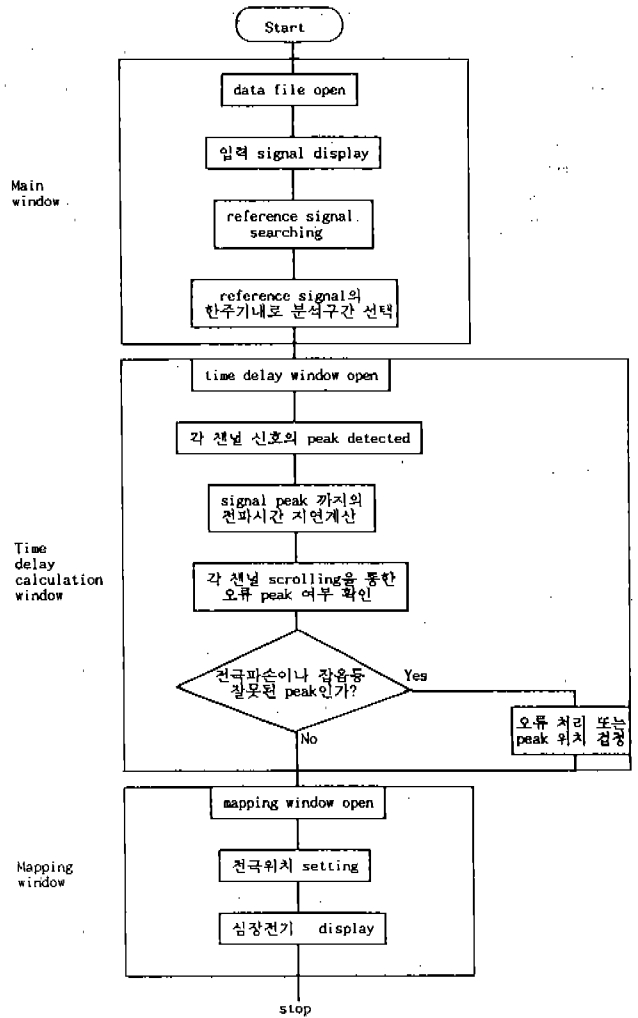 Start
data file open
입력 signal display
Main
window
reference signal
searching
reference signal의
한주기내로 분석구간 선택
time delay window open
각 챈널 신호의 peak detected
signal peak 까지의
전파시간 지연계산
Time
delay
calculation
window
각 챈널 scrolling을 통한
오류 peak 여부 확인
전극파손이나 잡음등
잘못된 peak인가?
Yes
No
오류 처리 또는
peak 위치
mapping window open
Mapping
window
전극위치 setting
심장전기 display
stop